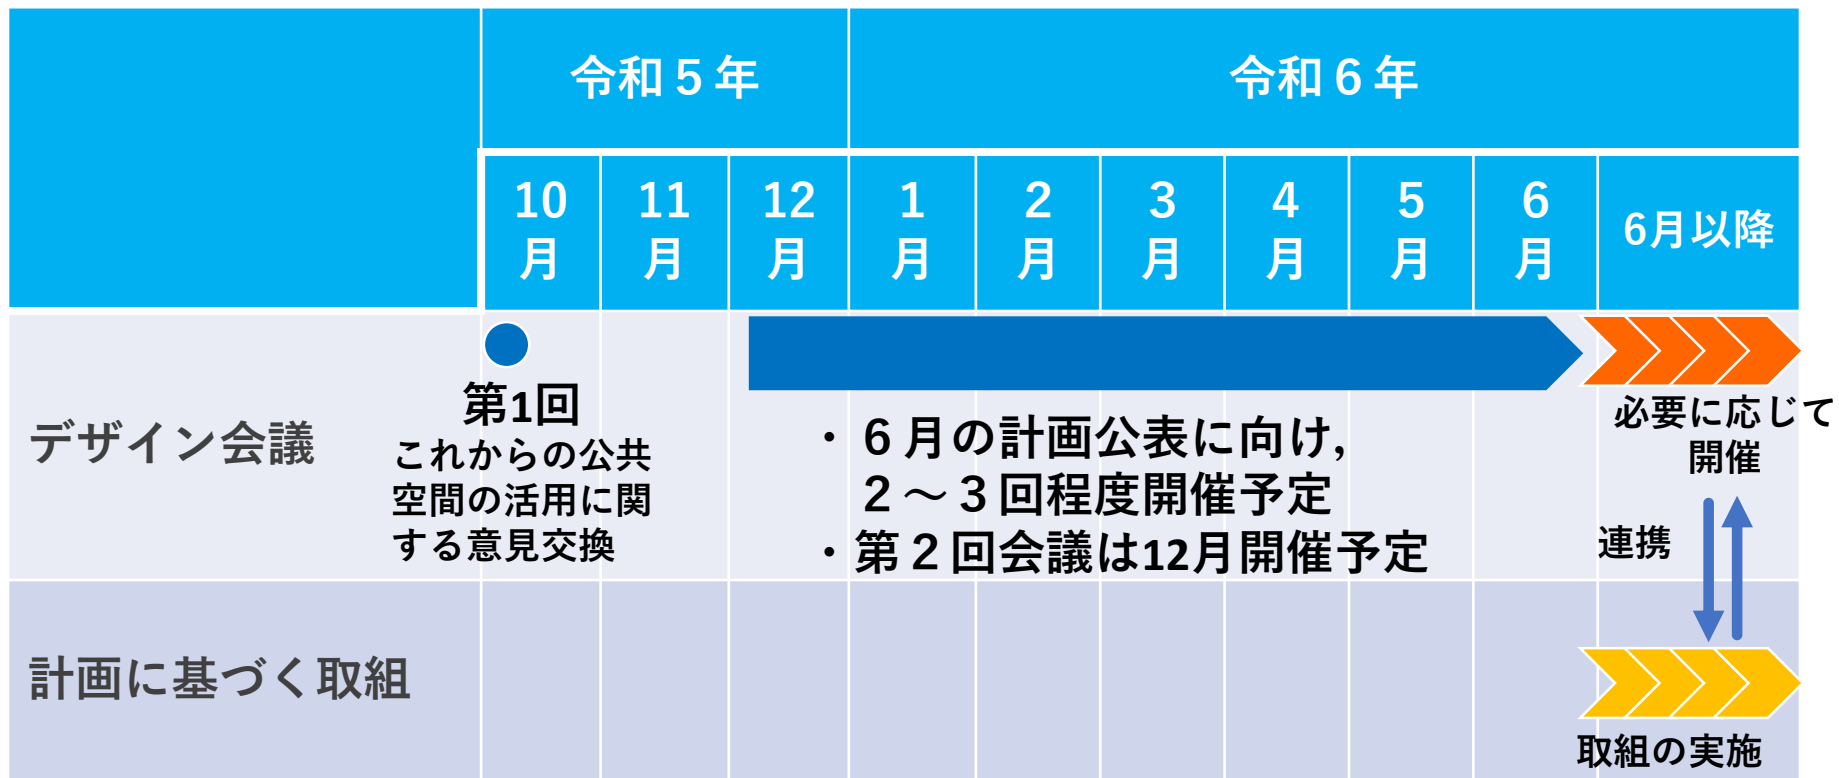 令和５年
令和６年
10
月
11
月
12
月
1
月
2
月
3
月
4
月
5
月
6
月
6月以降
デザイン会議
第1回
これからの公共
空間の活用に関
する意見交換
・６月の計画公表に向け,
２～３回程度開催予定
・第２回会議は12月開催予定
必要に応じて
開催
連携
計画に基づく取組
取組の実施